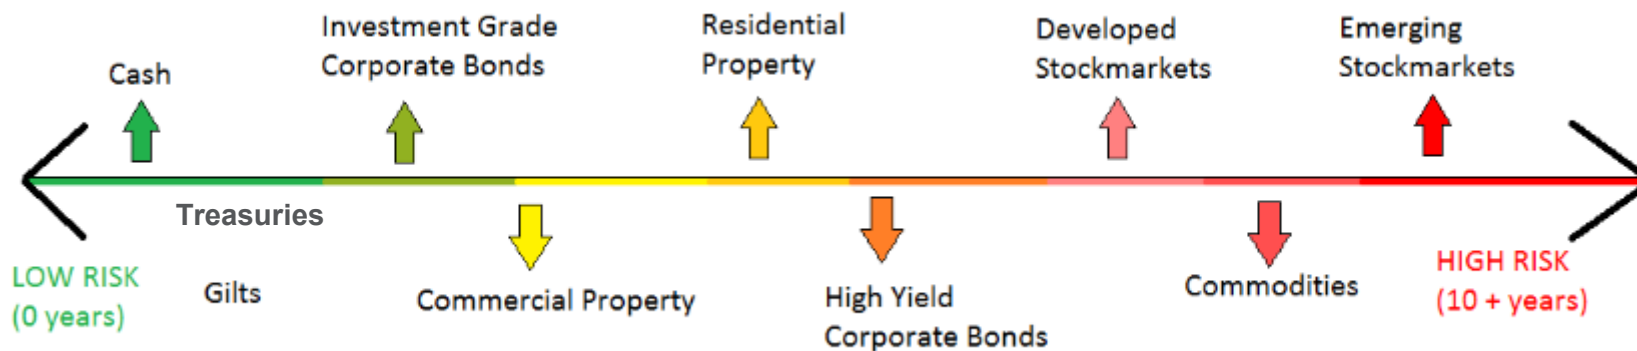 Cash
Investment Grade
Corporate Bonds
Residential
Property
Developed
Stockmarkets
Emerging
Stockmarkets
Treasuries
LOW RISK
(0 years)
Gilts
Commercial Property
High Yield
Corporate Bonds
Commodities
HIGH RISK
(10 + years)